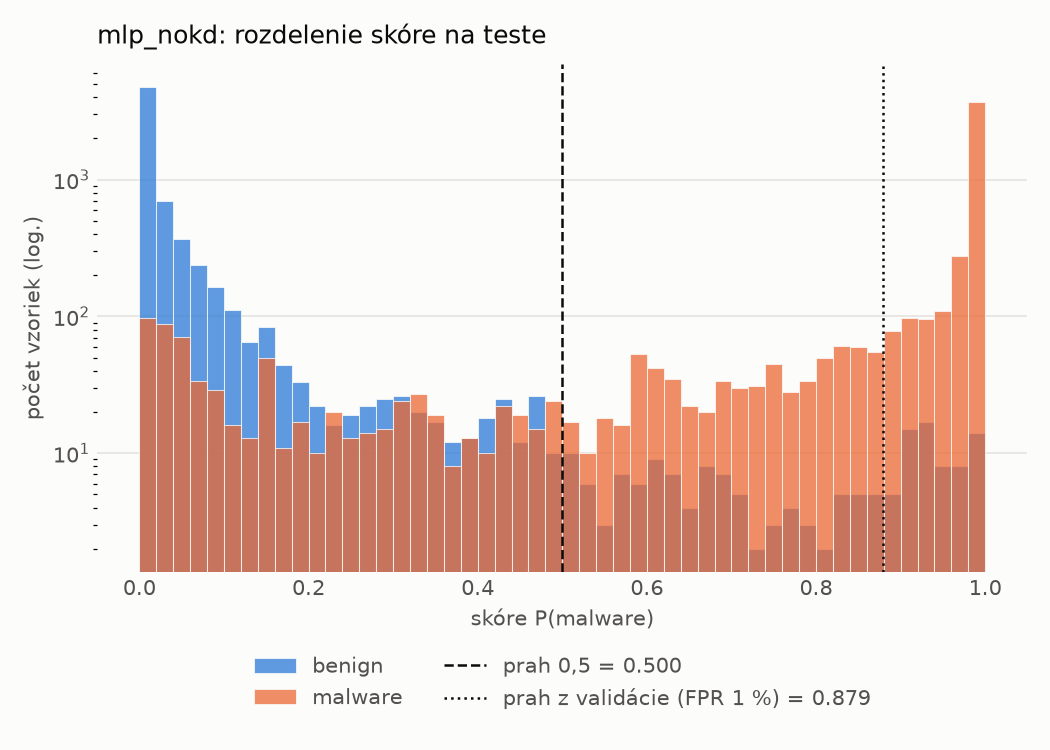 mlp_nokd: rozdelenie skóre na teste
počet vzoriek (log.)
10³
10²
10¹
0.0 0.2 0.4 0.6 0.8 1.0
skóre P(malware)
benign
malware
prah 0,5 = 0.500
prah z validácie (FPR 1 %) = 0.879